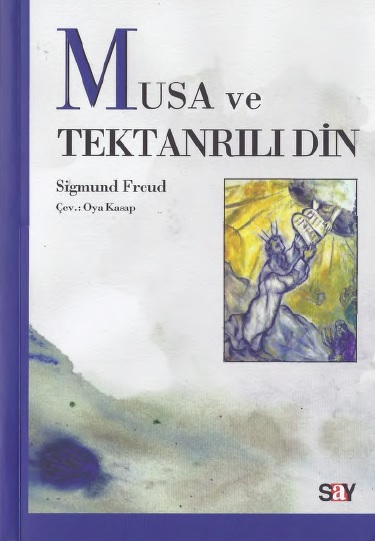 MUSA ve
TEKTANRILI DİN
Sigmund Freud
Çev.: Oya Kasap
SAY